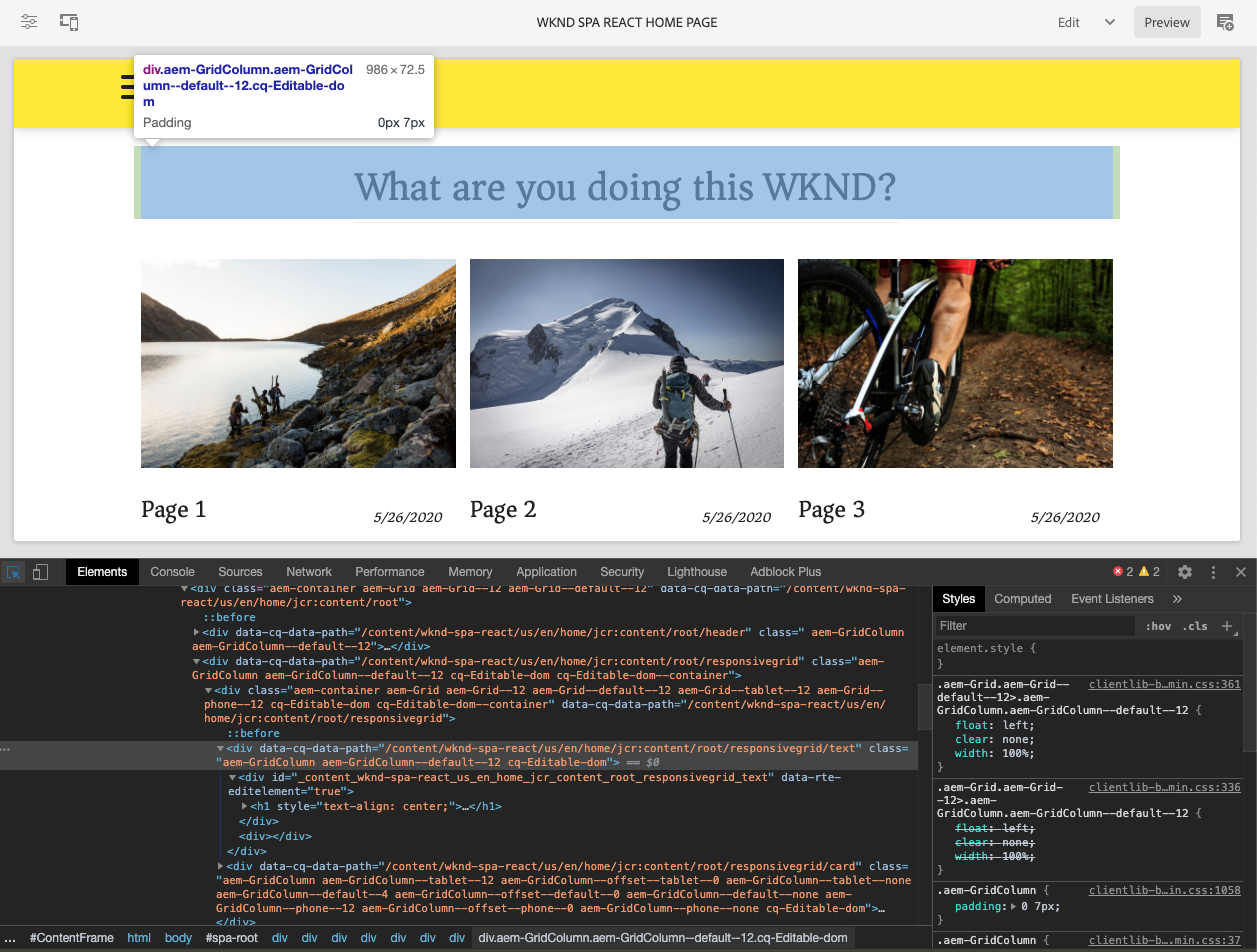 WKND SPA REACT HOME PAGE
Edit
Preview
div.aem-GridColumn.aem-GridCol 986 × 72.5
umn--default--12.cq-Editable-do
m
Padding 0px 7px
What are you doing this WKND?
Page 1 5/26/2020 Page 2 5/26/2020 Page 3 5/26/2020
Elements Console Sources Network Performance Memory Application Security Lighthouse Adblock Plus 2 2
<div class="aem-container aem-Grid aem-Grid--12 aem-Grid--default--12" data-cq-data-path="/content/wknd-spa-
react/us/en/home/jcr:content/root">
::before
<div data-cq-data-path="/content/wknd-spa-react/us/en/home/jcr:content/root/header" class=" aem-GridColumn
aem-GridColumn--default--12">…</div>
<div data-cq-data-path="/content/wknd-spa-react/us/en/home/jcr:content/root/responsivegrid" class="aem-
GridColumn aem-GridColumn--default--12 cq-Editable-dom cq-Editable-dom--container">
<div class="aem-container aem-Grid aem-Grid--12 aem-Grid--default--12 aem-Grid--tablet--12 aem-Grid--
phone--12 cq-Editable-dom cq-Editable-dom--container" data-cq-data-path="/content/wknd-spa-react/us/en/
home/jcr:content/root/responsivegrid">
::before
… <div data-cq-data-path="/content/wknd-spa-react/us/en/home/jcr:content/root/responsivegrid/text" class=
"aem-GridColumn aem-GridColumn--default--12 cq-Editable-dom"> == $0
<div id="_content_wknd-spa-react_us_en_home_jcr_content_root_responsivegrid_text" data-rte-
editelement="true">
<h1 style="text-align: center;">…</h1>
</div>
<div></div>
</div>
<div data-cq-data-path="/content/wknd-spa-react/us/en/home/jcr:content/root/responsivegrid/card" class=
"aem-GridColumn aem-GridColumn--tablet--12 aem-GridColumn--offset--tablet--0 aem-GridColumn--tablet--none
aem-GridColumn--default--4 aem-GridColumn--offset--default--0 aem-GridColumn--default--none aem-
GridColumn--phone--12 aem-GridColumn--offset--phone--0 aem-GridColumn--phone--none cq-Editable-dom">…
</div>
... #ContentFrame html body #spa-root div div div div div div div div.aem-GridColumn.aem-GridColumn--default--12.cq-Editable-dom
Styles Computed Event Listeners »
Filter :hov .cls +
element.style {
}
.aem-Grid.aem-Grid-- clientlib-b…min.css:361
default--12>.aem-
GridColumn.aem-GridColumn--default--12 {
float: left;
clear: none;
width: 100%;
}
.aem-Grid.aem-Grid- clientlib-b…min.css:336
-12>.aem-
GridColumn.aem-GridColumn--default--12 {
float: left;
clear: none;
width: 100%;
}
.aem-GridColumn { clientlib-b…in.css:1058
padding: 0 7px;
}
.aem-GridColumn { clientlib-b…min.css:37